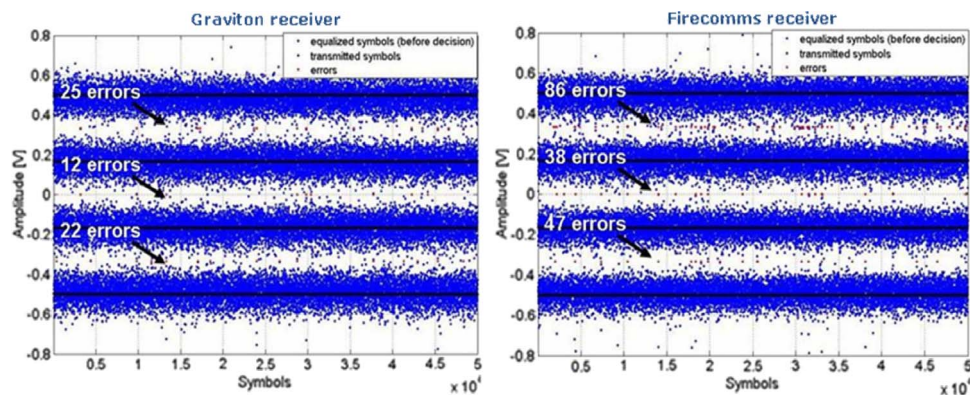 Graviton receiver
0.8
0.6
0.4
0.2
0
-0.2
-0.4
-0.6
-0.8
Amplitude [V]
equalized symbols (before decision)
transmitted symbols
errors
25 errors
12 errors
22 errors
0.5 1 1.5 2 2.5 3 3.5 4 4.5 5
Symbols
x 10⁴
Firecomms receiver
0.8
0.6
0.4
0.2
0
-0.2
-0.4
-0.6
-0.8
Amplitude [V]
equalized symbols (before decision)
transmitted symbols
errors
86 errors
38 errors
47 errors
0.5 1 1.5 2 2.5 3 3.5 4 4.5 5
Symbols
x 10⁴